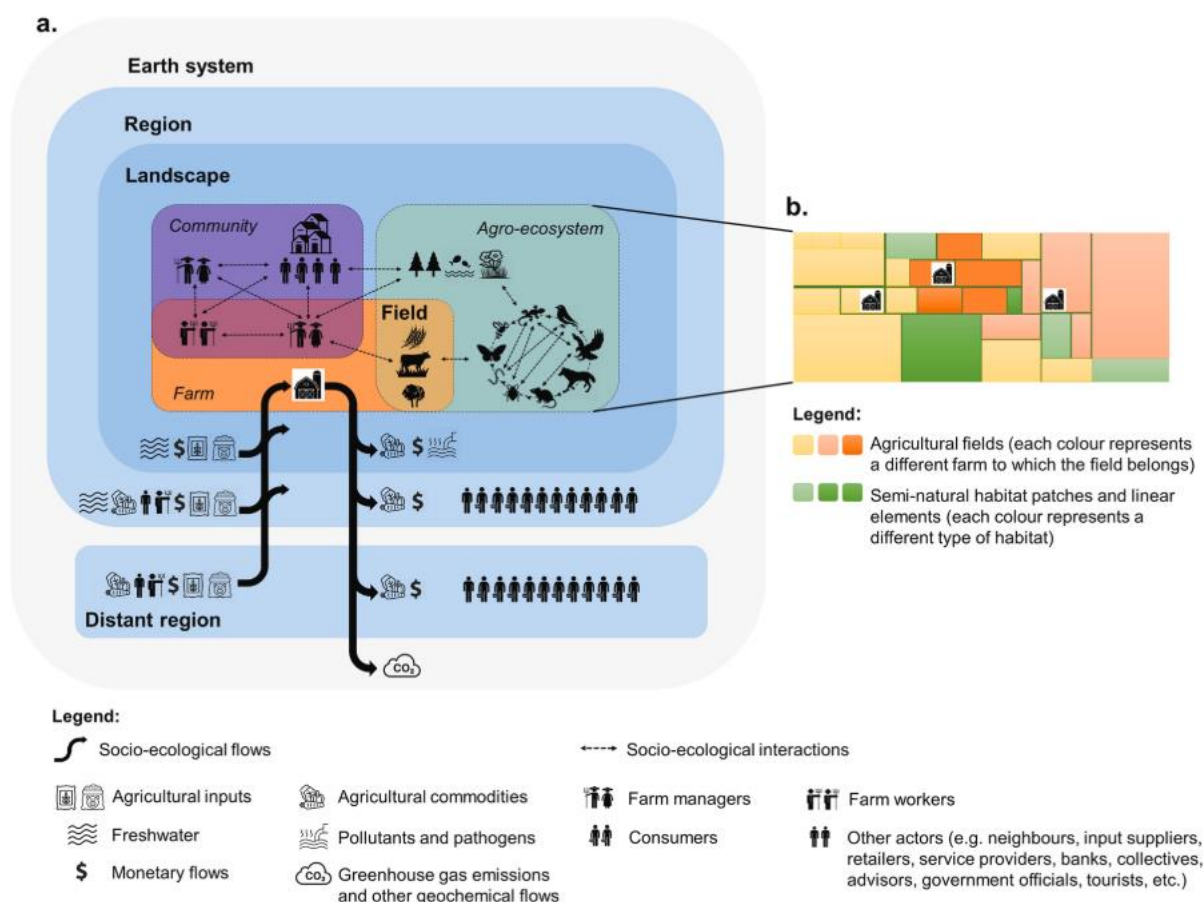 a.
Earth system
Region
Landscape
Community
Agro-ecosystem
Field
Farm
$
$
$
$
$
$
Distant region
CO₂
b.
Legend:
Agricultural fields (each colour represents
a different farm to which the field belongs)
Semi-natural habitat patches and linear
elements (each colour represents a
different type of habitat)
Legend:
Socio-ecological flows
Socio-ecological interactions
Agricultural inputs
Agricultural commodities
Farm managers
Farm workers
Freshwater
Pollutants and pathogens
Consumers
Other actors (e.g. neighbours, input suppliers,
retailers, service providers, banks, collectives,
advisors, government officials, tourists, etc.)
$ Monetary flows
CO₂ Greenhouse gas emissions
and other geochemical flows